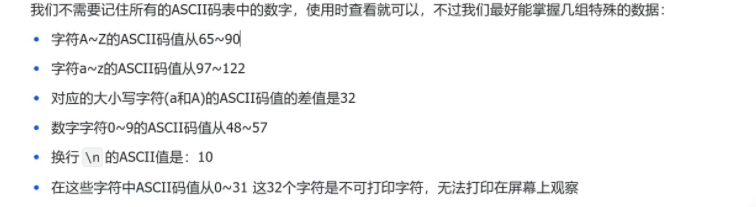 我们不需要记住所有的ASCII码表中的数字，使用时查看就可以，不过我们最好能掌握几组特殊的数据：
• 字符A~Z的ASCII码值从65~90
• 字符a~z的ASCII码值从97~122
• 对应的大小写字符(a和A)的ASCII码值的差值是32
• 数字字符0~9的ASCII码值从48~57
• 换行 \n 的ASCII值是：10
• 在这些字符中ASCII码值从0~31 这32个字符是不可打印字符，无法打印在屏幕上观察